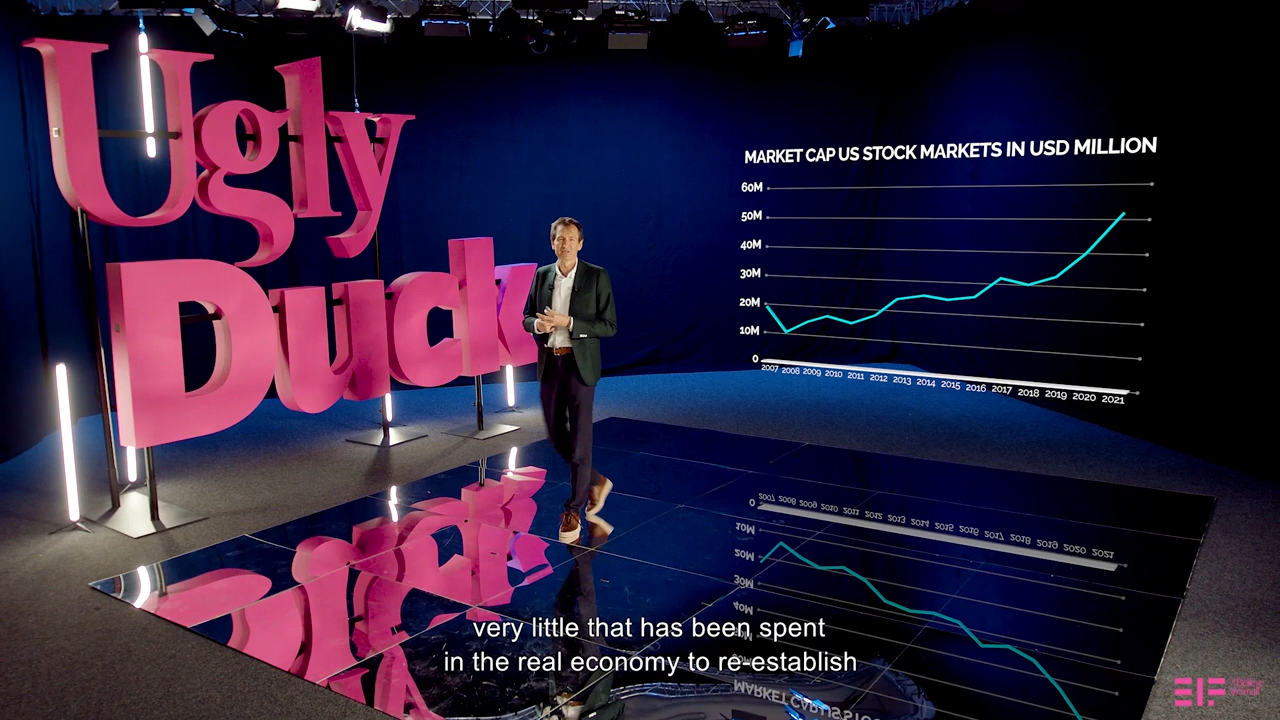 Ugly
Duck
MARKET CAP US STOCK MARKETS IN USD MILLION
60M
50M
40M
30M
20M
10M
0
2007 2008 2009 2010 2011 2012 2013 2014 2015 2016 2017 2018 2019 2020 2021
very little that has been spent
in the real economy to re-establish